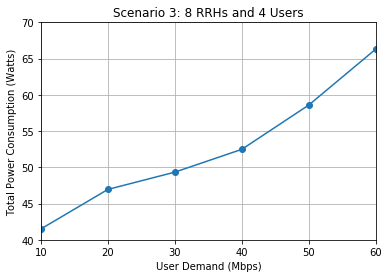 Scenario 3: 8 RRHs and 4 Users
Total Power Consumption (Watts)
70
65
60
55
50
45
40
10 20 30 40 50 60
User Demand (Mbps)